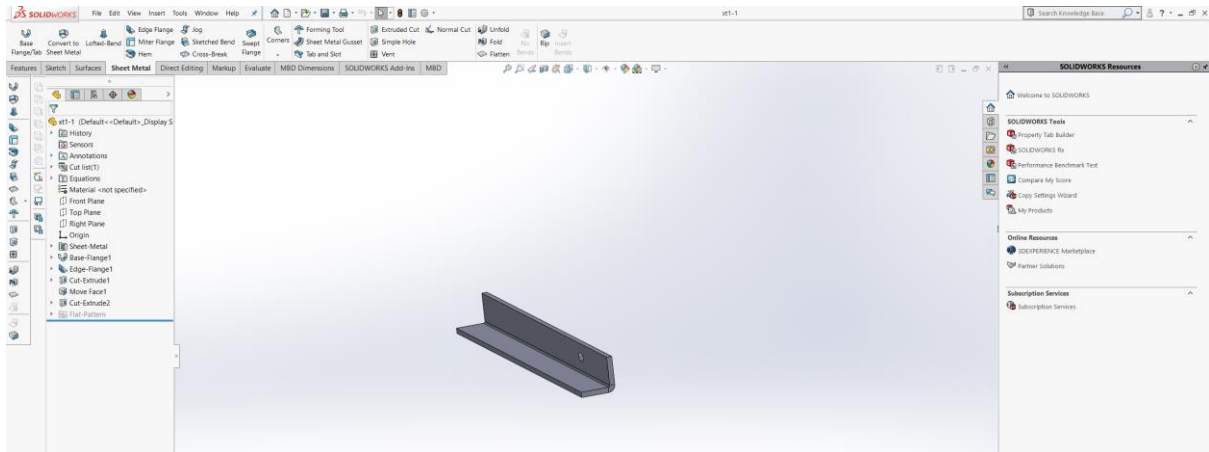 SOLIDWORKS File Edit View Insert Tools Window Help xt1-1 Search Knowledge Base
Base Flange/Tab
Convert to Sheet Metal
Lofted-Bend
Edge Flange
Miter Flange
Hem
Jog
Sketched Bend
Cross-Break
Swept Flange
Corners
Forming Tool
Sheet Metal Gusset
Tab and Slot
Extruded Cut
Simple Hole
Vent
Normal Cut
Unfold
Fold
Flatten
No Bends
Rip
Insert Bends
Features Sketch Surfaces Sheet Metal Direct Editing Markup Evaluate MBD Dimensions SOLIDWORKS Add-Ins MBD
xt1-1 (Default<<Default>_Display S
History
Sensors
Annotations
Cut list(1)
Equations
Material <not specified>
Front Plane
Top Plane
Right Plane
Origin
Sheet-Metal
Base-Flange1
Edge-Flange1
Cut-Extrude1
Move Face1
Cut-Extrude2
Flat-Pattern
SOLIDWORKS Resources
Welcome to SOLIDWORKS
SOLIDWORKS Tools
Property Tab Builder
SOLIDWORKS Rx
Performance Benchmark Test
Compare My Score
Copy Settings Wizard
My Products
Online Resources
3DEXPERIENCE Marketplace
Partner Solutions
Subscription Services
Subscription Services